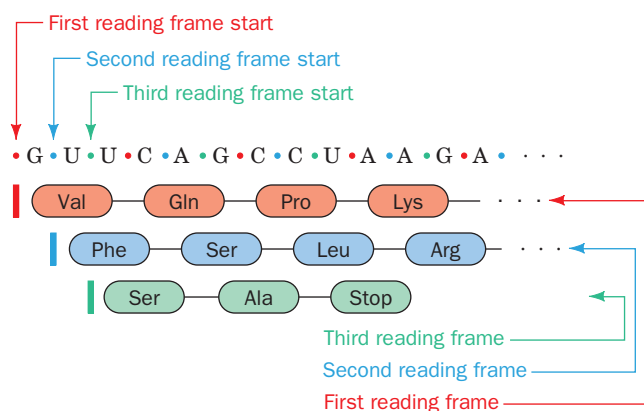 First reading frame start
Second reading frame start
Third reading frame start
• G • U • U • C • A • G • C • C • U • A • A • G • A • · · ·
Val Gln Pro Lys · · ·
Phe Ser Leu Arg · · ·
Ser Ala Stop
Third reading frame
Second reading frame
First reading frame